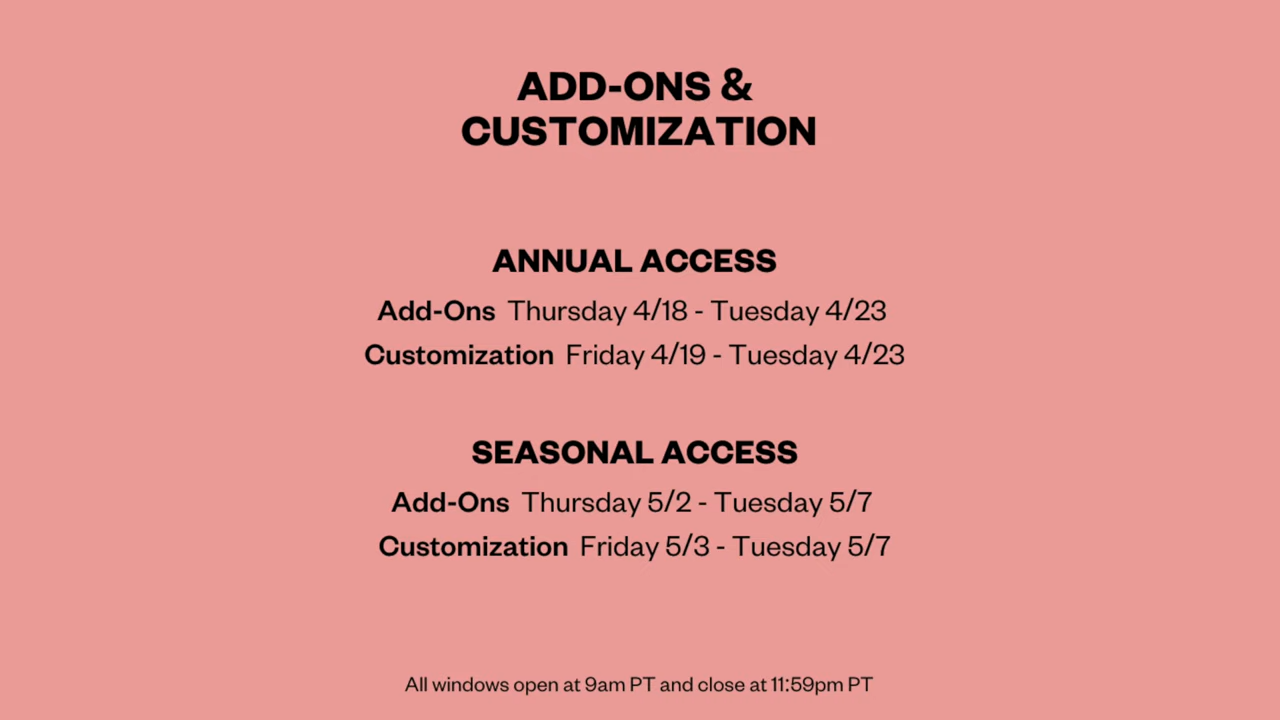 ADD-ONS &
CUSTOMIZATION
ANNUAL ACCESS
Add-Ons Thursday 4/18 - Tuesday 4/23
Customization Friday 4/19 - Tuesday 4/23
SEASONAL ACCESS
Add-Ons Thursday 5/2 - Tuesday 5/7
Customization Friday 5/3 - Tuesday 5/7
All windows open at 9am PT and close at 11:59pm PT